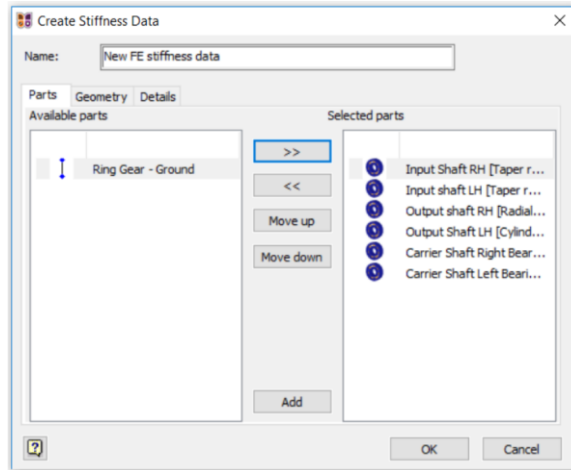 Create Stiffness Data
Name: New FE stiffness data
Parts Geometry Details
Available parts
Selected parts
Ring Gear - Ground
>>
<<
Move up
Move down
Add
Input Shaft RH [Taper r...
Input shaft LH [Taper r...
Output shaft RH [Radial...
Output Shaft LH [Cylind...
Carrier Shaft Right Bear...
Carrier Shaft Left Beari...
?
OK Cancel